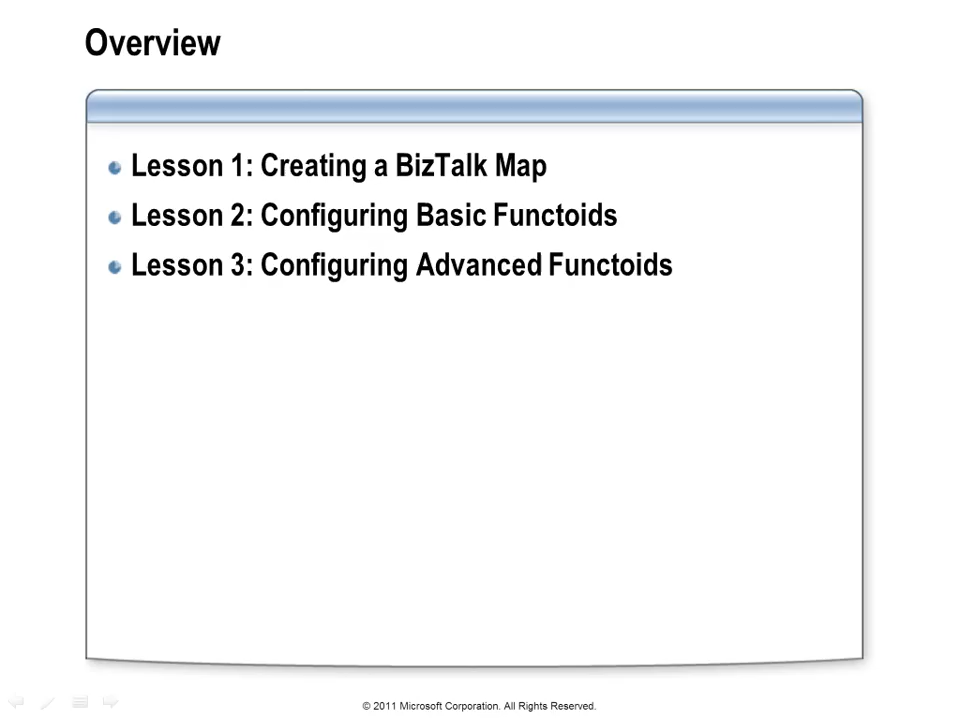 Overview
Lesson 1: Creating a BizTalk Map
Lesson 2: Configuring Basic Functoids
Lesson 3: Configuring Advanced Functoids
© 2011 Microsoft Corporation. All Rights Reserved.